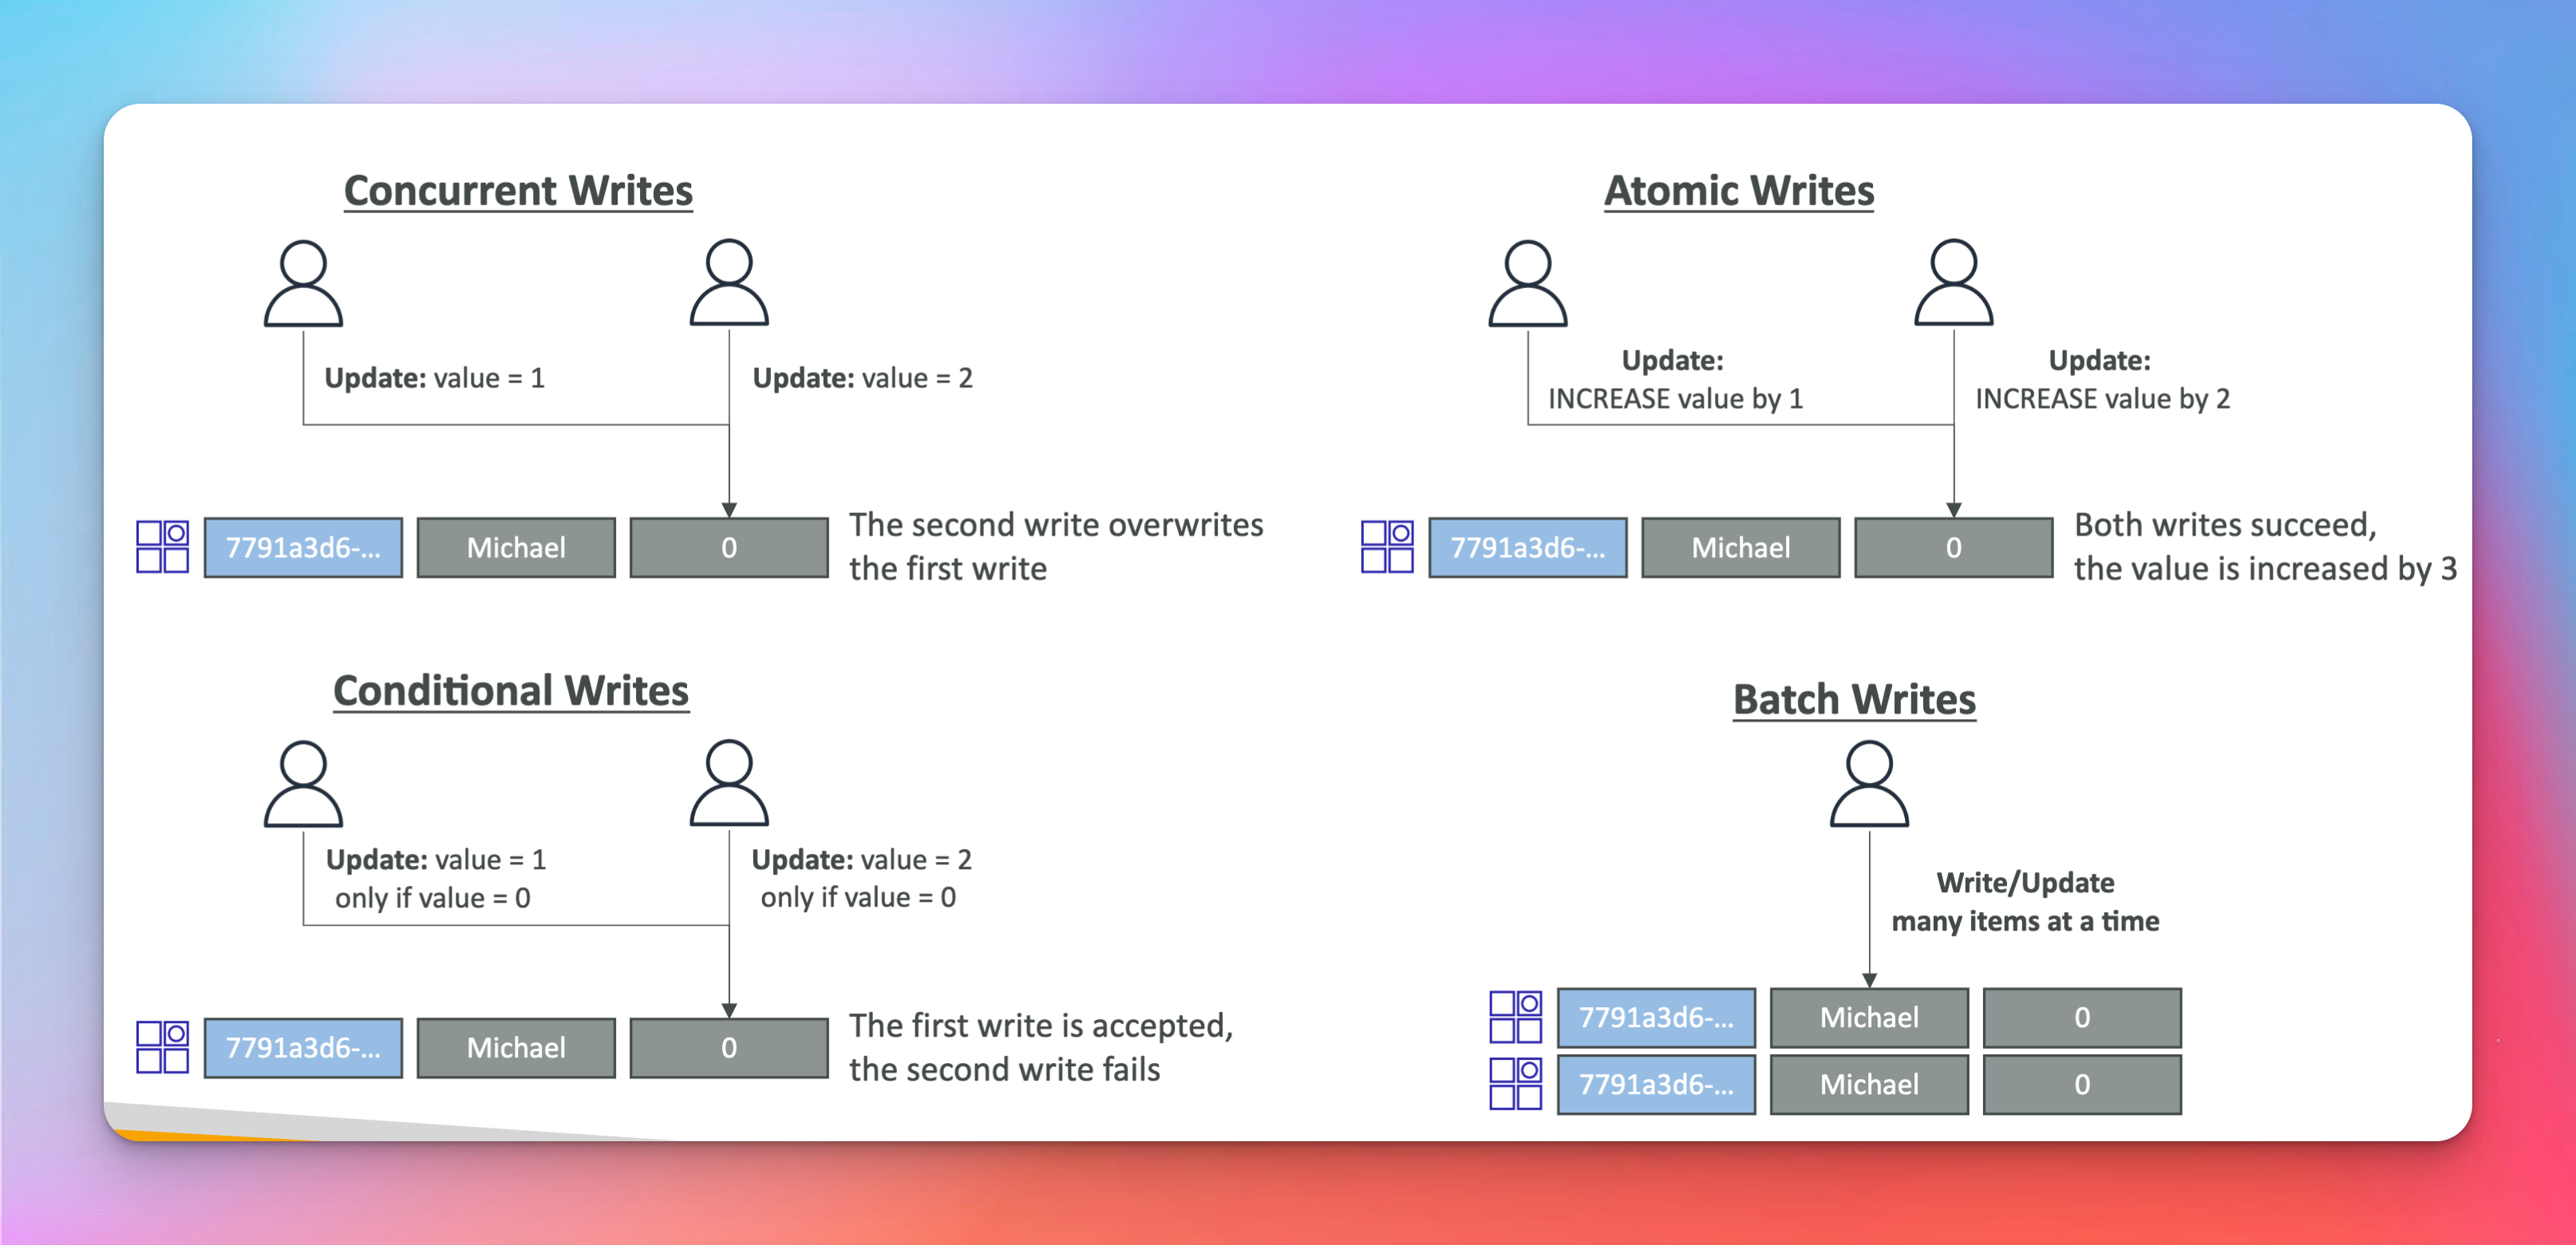 Concurrent Writes
Update: value = 1
Update: value = 2
7791a3d6-...
Michael
0
The second write overwrites
the first write
Atomic Writes
Update:
INCREASE value by 1
Update:
INCREASE value by 2
7791a3d6-...
Michael
0
Both writes succeed,
the value is increased by 3
Conditional Writes
Update: value = 1
only if value = 0
Update: value = 2
only if value = 0
7791a3d6-...
Michael
0
The first write is accepted,
the second write fails
Batch Writes
Write/Update
many items at a time
7791a3d6-...
Michael
0
7791a3d6-...
Michael
0